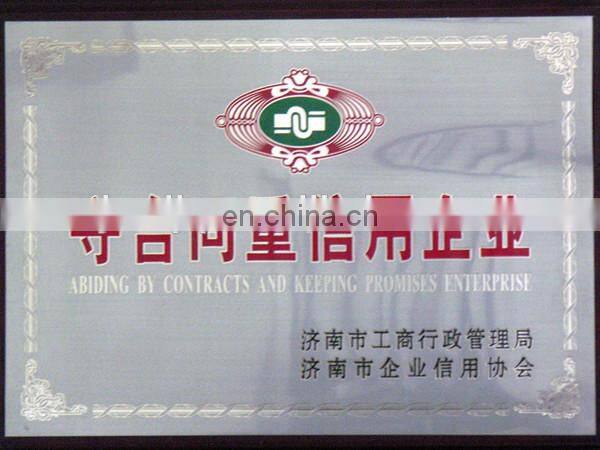 守合同重信用企业
en.china.cn
ABIDING BY CONTRACTS AND KEEPING PROMISES ENTERPRISE
济南市工商行政管理局
济南市企业信用协会